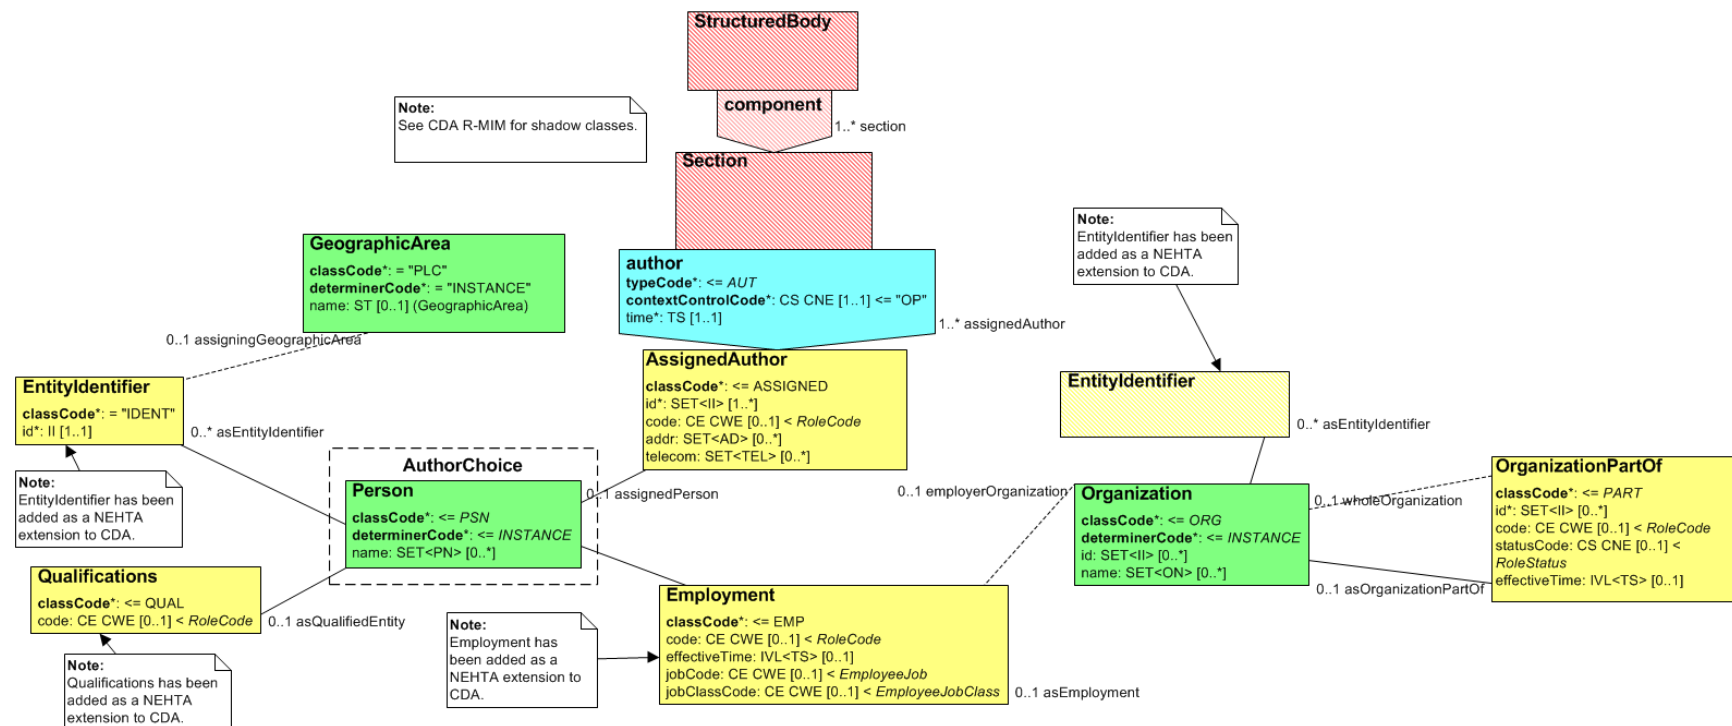 StructuredBody
component
1..* section
Note:
See CDA R-MIM for shadow classes.
Section
Note:
EntityIdentifier has been
added as a NEHTA
extension to CDA.
GeographicArea
classCode*: = "PLC"
determinerCode*: = "INSTANCE"
name: ST [0..1] (GeographicArea)
author
typeCode*: <= AUT
contextControlCode*: CS CNE [1..1] <= "OP"
time*: TS [1..1]
1..* assignedAuthor
0..1 assigningGeographicArea
AssignedAuthor
classCode*: <= ASSIGNED
id*: SET<II> [1..*]
code: CE CWE [0..1] < RoleCode
addr: SET<AD> [0..*]
telecom: SET<TEL> [0..*]
EntityIdentifier
classCode*: = "IDENT"
id*: II [1..1]
0..* asEntityIdentifier
EntityIdentifier
0..* asEntityIdentifier
Note:
EntityIdentifier has been
added as a NEHTA
extension to CDA.
AuthorChoice
Person
classCode*: <= PSN
determinerCode*: <= INSTANCE
name: SET<PN> [0..*]
0..1 assignedPerson
0..1 employerOrganization
Organization
classCode*: <= ORG
determinerCode*: <= INSTANCE
id: SET<II> [0..*]
name: SET<ON> [0..*]
0..1 wholeOrganization
OrganizationPartOf
classCode*: <= PART
id*: SET<II> [0..*]
code: CE CWE [0..1] < RoleCode
statusCode: CS CNE [0..1] <
RoleStatus
effectiveTime: IVL<TS> [0..1]
0..1 asOrganizationPartOf
Qualifications
classCode*: <= QUAL
code: CE CWE [0..1] < RoleCode
0..1 asQualifiedEntity
Note:
Qualifications has been
added as a NEHTA
extension to CDA.
Note:
Employment has
been added as a
NEHTA extension to
CDA.
Employment
classCode*: <= EMP
code: CE CWE [0..1] < RoleCode
effectiveTime: IVL<TS> [0..1]
jobCode: CE CWE [0..1] < EmployeeJob
jobClassCode: CE CWE [0..1] < EmployeeJobClass
0..1 asEmployment